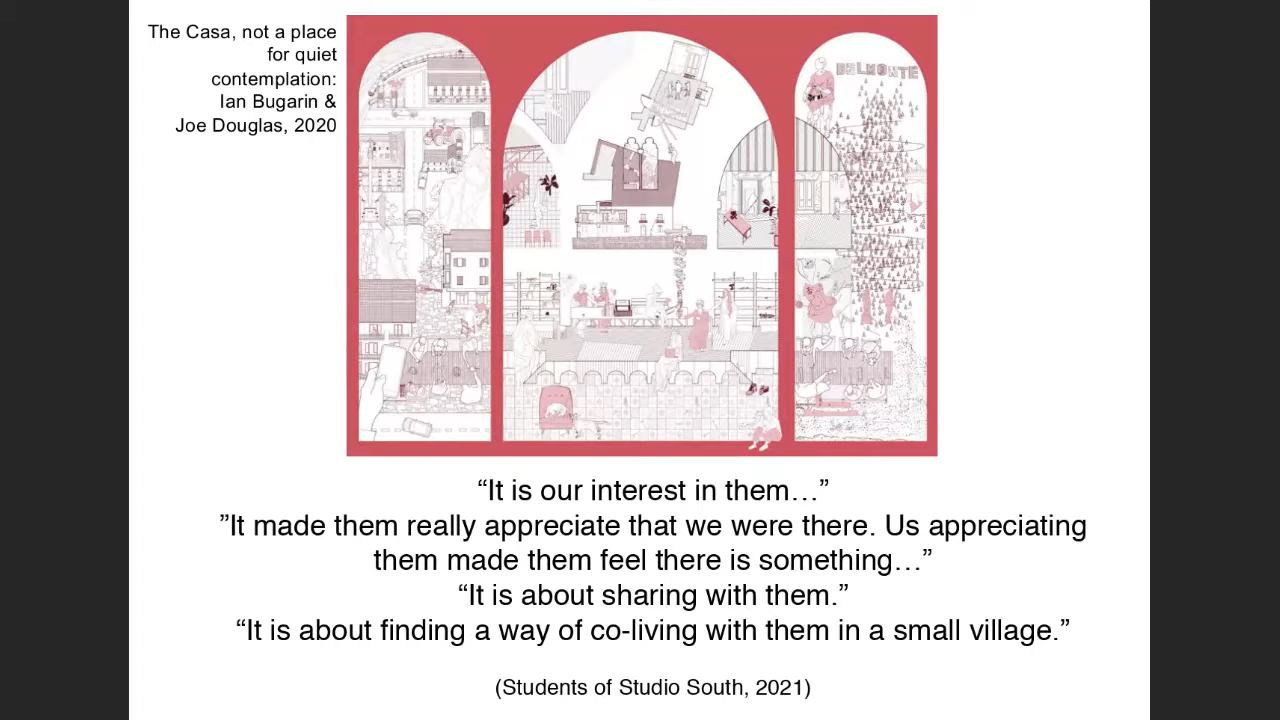 The Casa, not a place
for quiet
contemplation:
Ian Bugarin &
Joe Douglas, 2020
BELMONTE
“It is our interest in them…”
”It made them really appreciate that we were there. Us appreciating
them made them feel there is something…”
“It is about sharing with them.”
“It is about finding a way of co-living with them in a small village.”
(Students of Studio South, 2021)